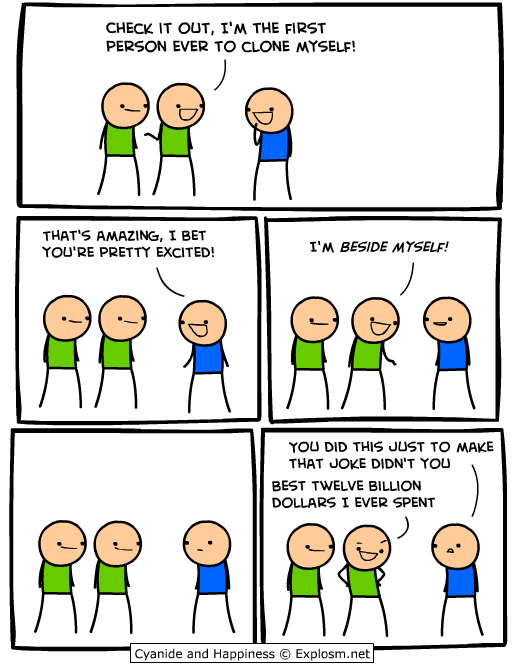 CHECK IT OUT, I'M THE FIRST
PERSON EVER TO CLONE MYSELF!
THAT'S AMAZING, I BET
YOU'RE PRETTY EXCITED!
I'M BESIDE MYSELF!
YOU DID THIS JUST TO MAKE
THAT JOKE DIDN'T YOU
BEST TWELVE BILLION
DOLLARS I EVER SPENT
Cyanide and Happiness © Explosm.net